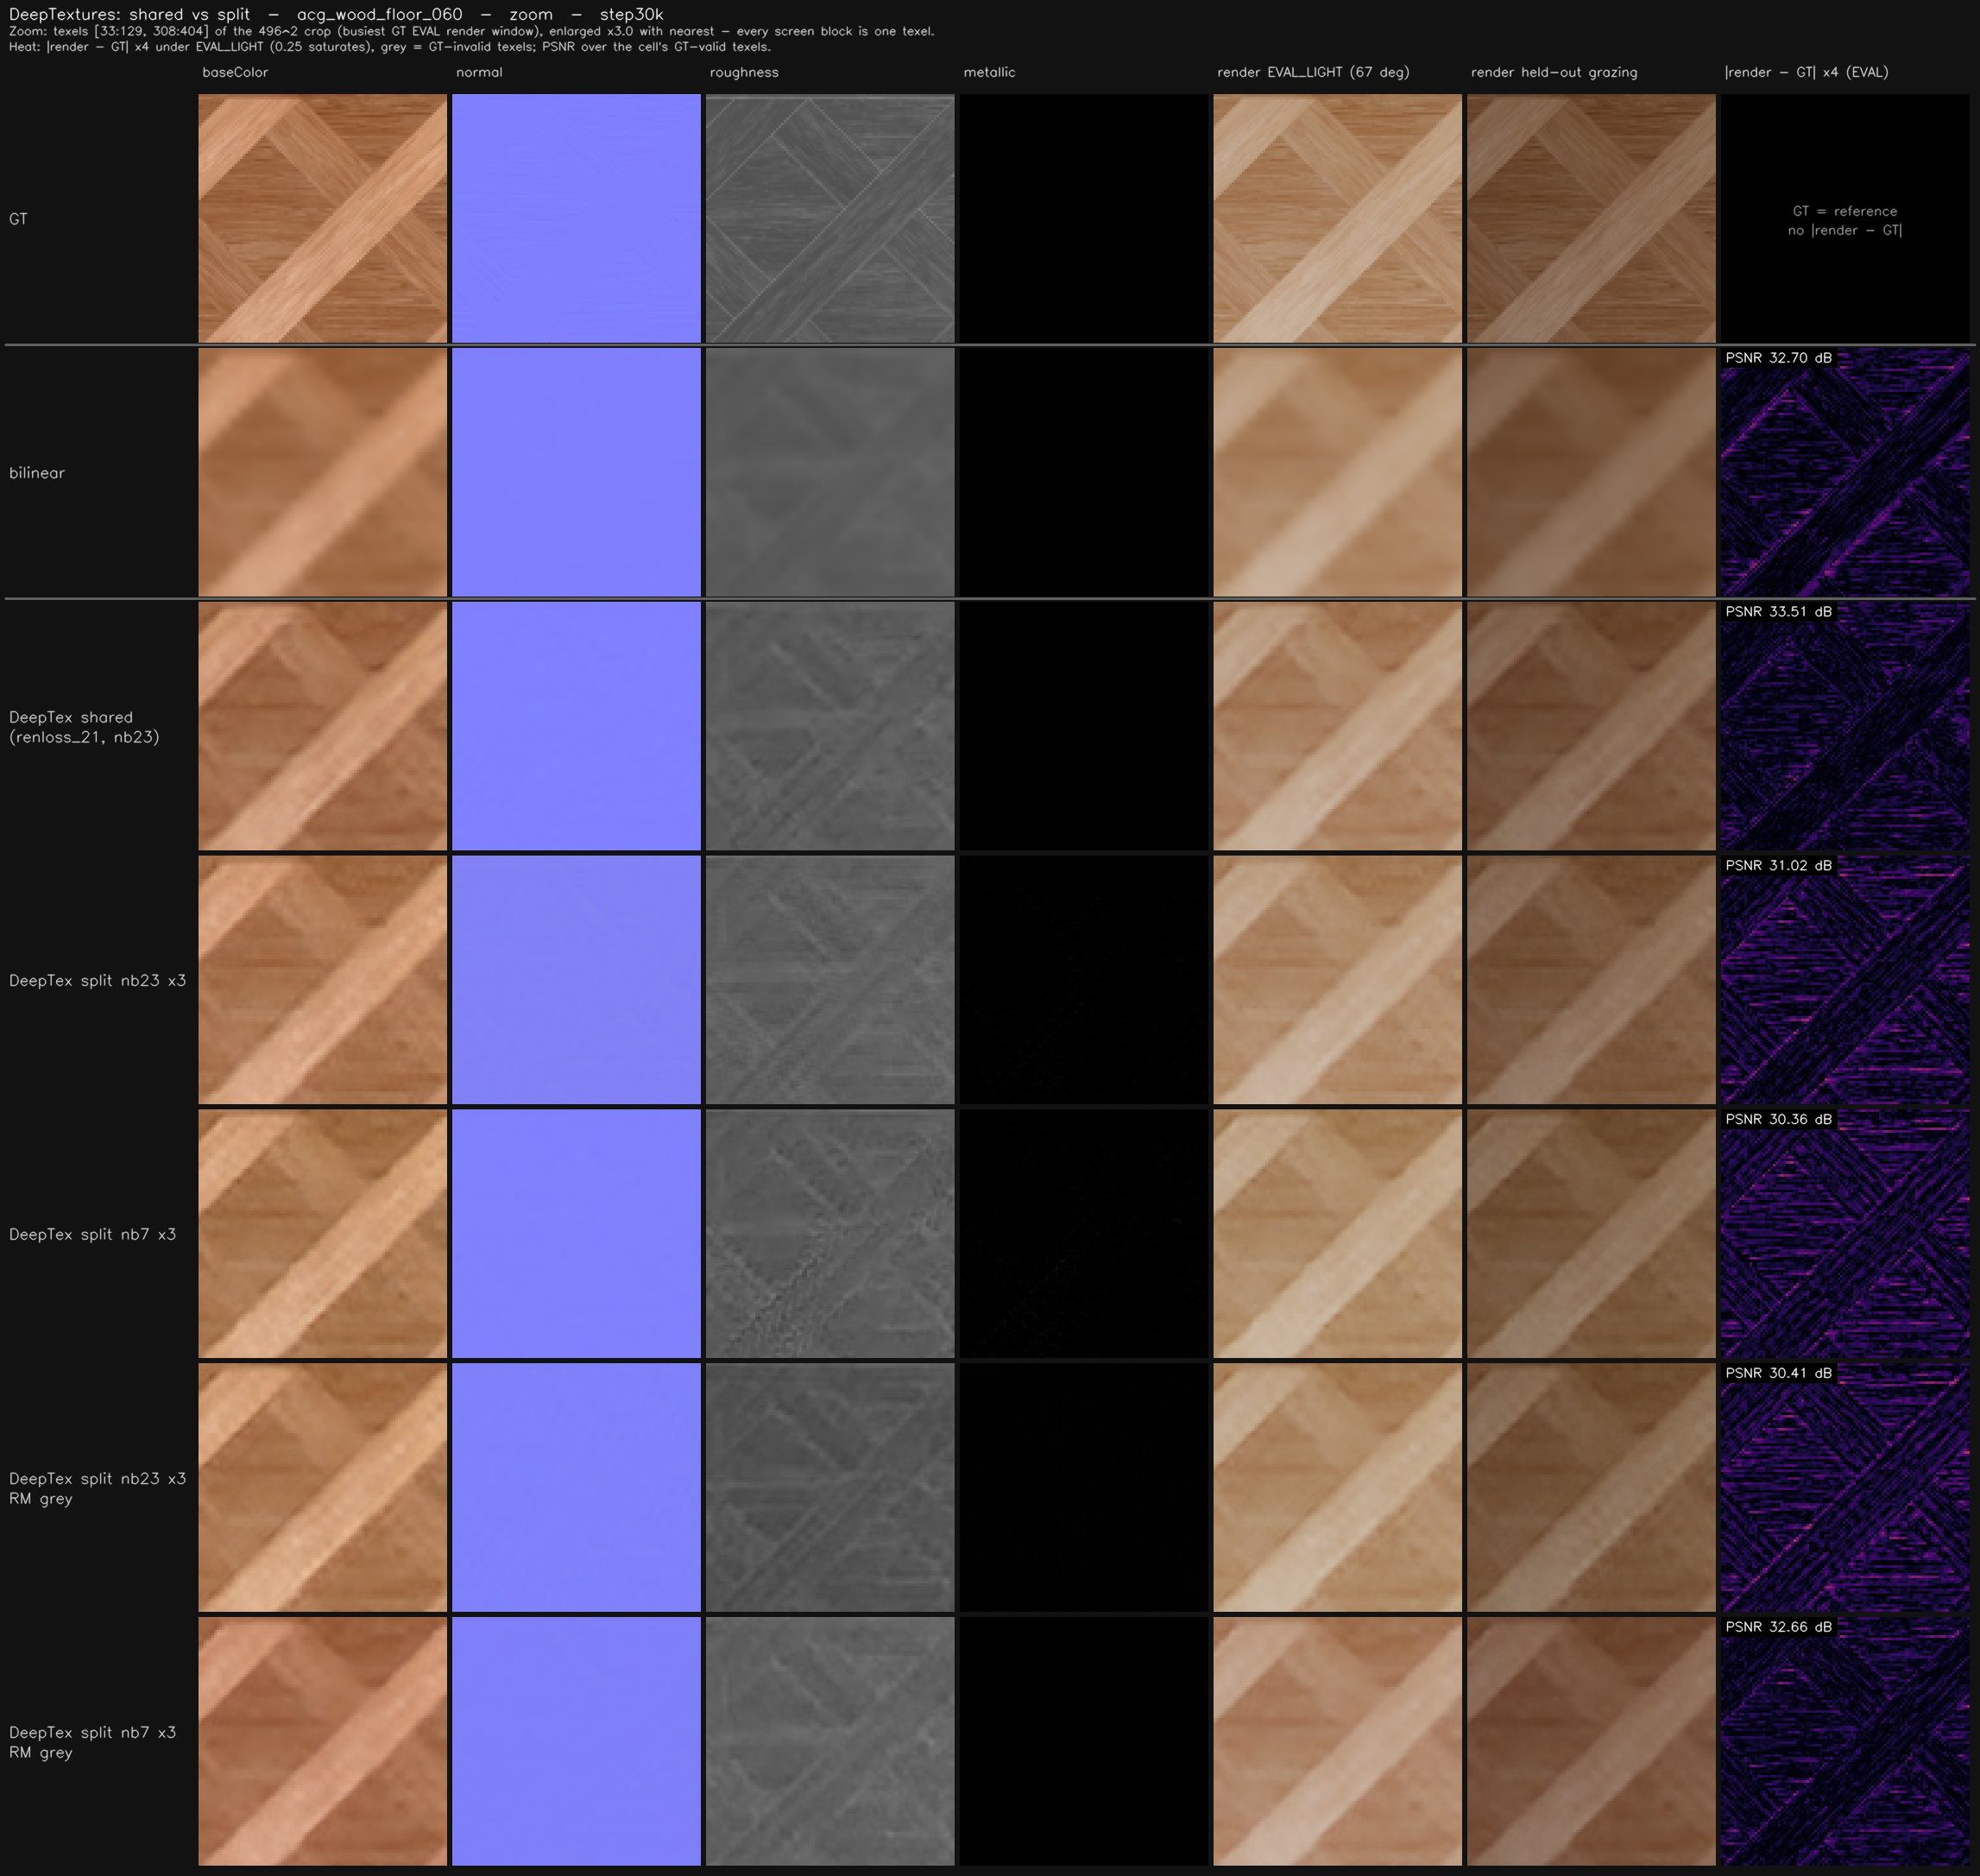 DeepTextures: shared vs split — acg_wood_floor_060 — zoom — step30k
Zoom: texels [33:129, 308:404] of the 496^2 crop (busiest GT EVAL render window), enlarged x3.0 with nearest — every screen block is one texel.
Heat: |render — GT| x4 under EVAL_LIGHT (0.25 saturates), grey = GT-invalid texels; PSNR over the cell's GT-valid texels.
baseColor normal roughness metallic render EVAL_LIGHT (67 deg) render held-out grazing |render — GT| x4 (EVAL)
GT
GT = reference
no |render — GT|
bilinear
PSNR 32.70 dB
DeepTex shared
(renloss_21, nb23)
PSNR 33.51 dB
DeepTex split nb23 x3
PSNR 31.02 dB
DeepTex split nb7 x3
PSNR 30.36 dB
DeepTex split nb23 x3
RM grey
PSNR 30.41 dB
DeepTex split nb7 x3
RM grey
PSNR 32.66 dB